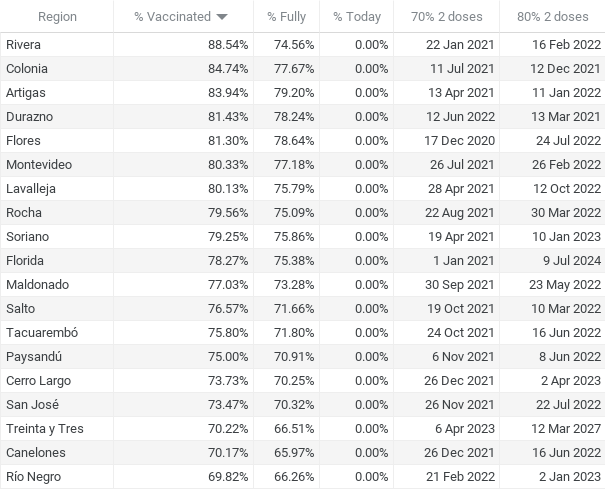 Region % Vaccinated % Fully % Today 70% 2 doses 80% 2 doses
Rivera 88.54% 74.56% 0.00% 22 Jan 2021 16 Feb 2022
Colonia 84.74% 77.67% 0.00% 11 Jul 2021 12 Dec 2021
Artigas 83.94% 79.20% 0.00% 13 Apr 2021 11 Jan 2022
Durazno 81.43% 78.24% 0.00% 12 Jun 2022 13 Mar 2021
Flores 81.30% 78.64% 0.00% 17 Dec 2020 24 Jul 2022
Montevideo 80.33% 77.18% 0.00% 26 Jul 2021 26 Feb 2022
Lavalleja 80.13% 75.79% 0.00% 28 Apr 2021 12 Oct 2022
Rocha 79.56% 75.09% 0.00% 22 Aug 2021 30 Mar 2022
Soriano 79.25% 75.86% 0.00% 19 Apr 2021 10 Jan 2023
Florida 78.27% 75.38% 0.00% 1 Jan 2021 9 Jul 2024
Maldonado 77.03% 73.28% 0.00% 30 Sep 2021 23 May 2022
Salto 76.57% 71.66% 0.00% 19 Oct 2021 10 Mar 2022
Tacuarembó 75.80% 71.80% 0.00% 24 Oct 2021 16 Jun 2022
Paysandú 75.00% 70.91% 0.00% 6 Nov 2021 8 Jun 2022
Cerro Largo 73.73% 70.25% 0.00% 26 Dec 2021 2 Apr 2023
San José 73.47% 70.32% 0.00% 26 Nov 2021 22 Jul 2022
Treinta y Tres 70.22% 66.51% 0.00% 6 Apr 2023 12 Mar 2027
Canelones 70.17% 65.97% 0.00% 26 Dec 2021 16 Jun 2022
Río Negro 69.82% 66.26% 0.00% 21 Feb 2022 2 Jan 2023